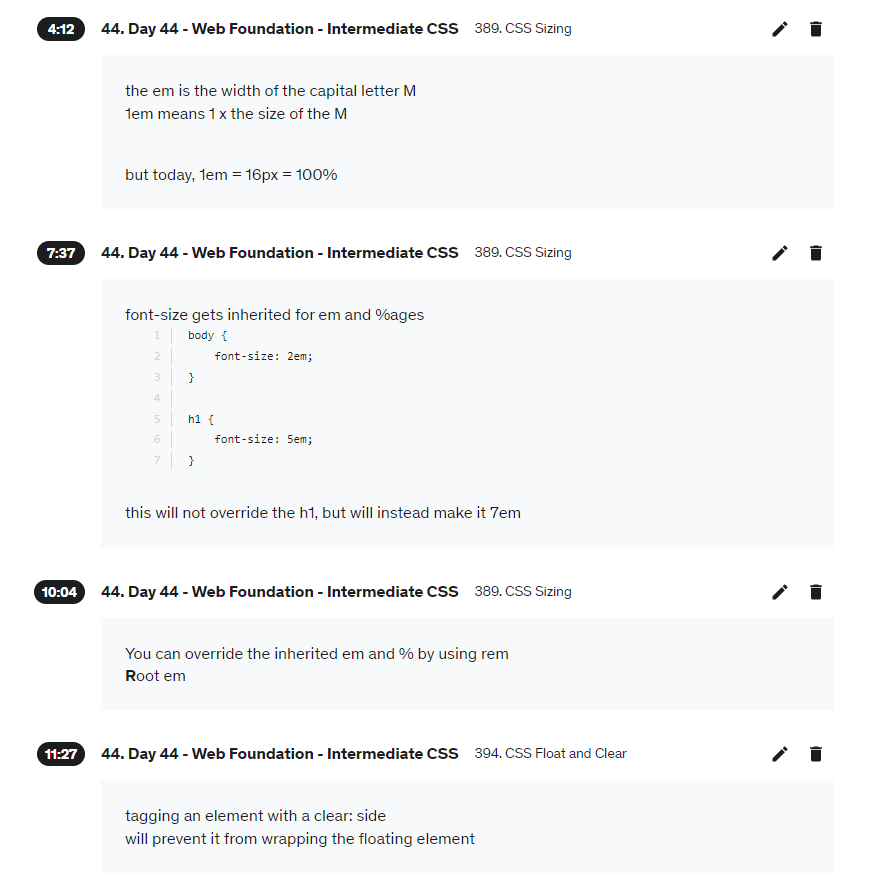 4:12 44. Day 44 - Web Foundation - Intermediate CSS 389. CSS Sizing
the em is the width of the capital letter M
1em means 1 x the size of the M
but today, 1em = 16px = 100%
7:37 44. Day 44 - Web Foundation - Intermediate CSS 389. CSS Sizing
font-size gets inherited for em and %ages
1 body {
2     font-size: 2em;
3 }
4
5 h1 {
6     font-size: 5em;
7 }
this will not override the h1, but will instead make it 7em
10:04 44. Day 44 - Web Foundation - Intermediate CSS 389. CSS Sizing
You can override the inherited em and % by using rem
Root em
11:27 44. Day 44 - Web Foundation - Intermediate CSS 394. CSS Float and Clear
tagging an element with a clear: side
will prevent it from wrapping the floating element